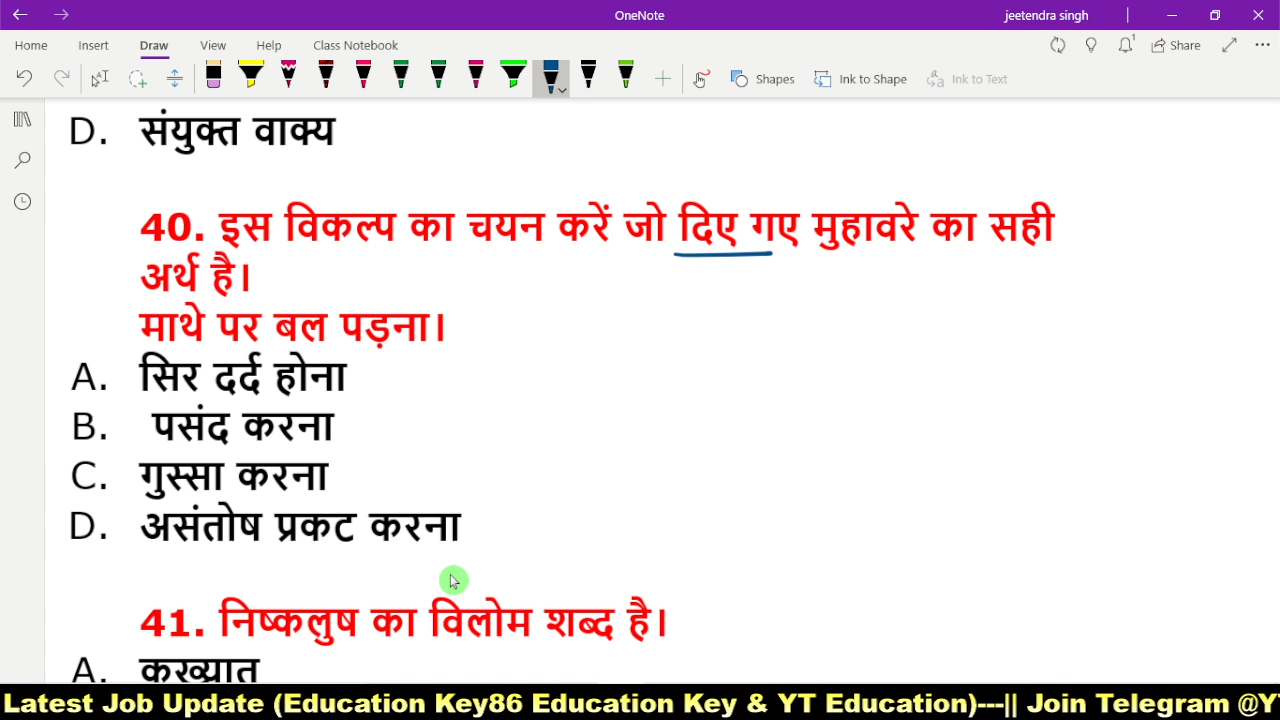 OneNote
jeetendra singh
Home Insert Draw View Help Class Notebook
Share
Shapes Ink to Shape Ink to Text
D. संयुक्त वाक्य
40. इस विकल्प का चयन करें जो दिए गए मुहावरे का सही
अर्थ है।
माथे पर बल पड़ना।
A. सिर दर्द होना
B. पसंद करना
C. गुस्सा करना
D. असंतोष प्रकट करना
41. निष्कलुष का विलोम शब्द है।
A. कुख्यात
Latest Job Update (Education Key86 Education Key & YT Education)---|| Join Telegram @Y